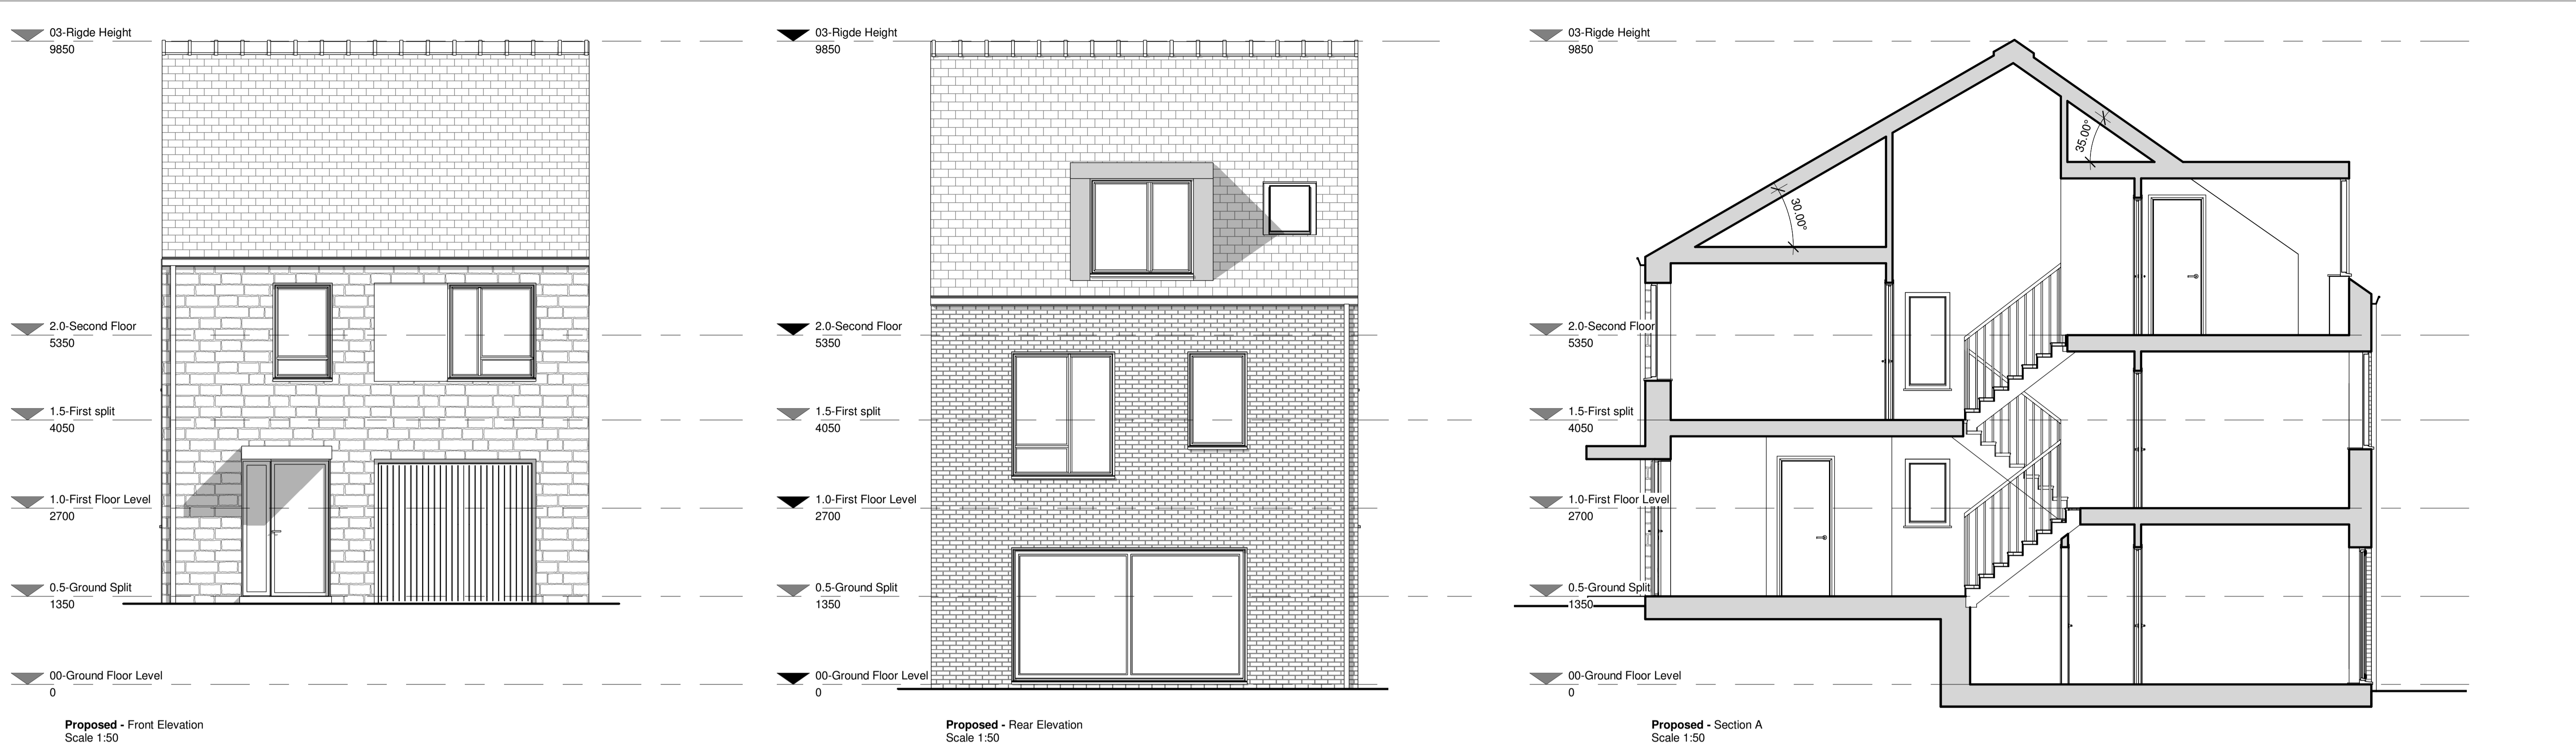 03-Rigde Height
9850
2.0-Second Floor
5350
1.5-First split
4050
1.0-First Floor Level
2700
0.5-Ground Split
1350
00-Ground Floor Level
0
Proposed - Front Elevation
Scale 1:50
03-Rigde Height
9850
2.0-Second Floor
5350
1.5-First split
4050
1.0-First Floor Level
2700
0.5-Ground Split
1350
00-Ground Floor Level
0
Proposed - Rear Elevation
Scale 1:50
03-Rigde Height
9850
35.00°
30.00°
2.0-Second Floor
5350
1.5-First split
4050
1.0-First Floor Level
2700
0.5-Ground Split
1350
00-Ground Floor Level
0
Proposed - Section A
Scale 1:50